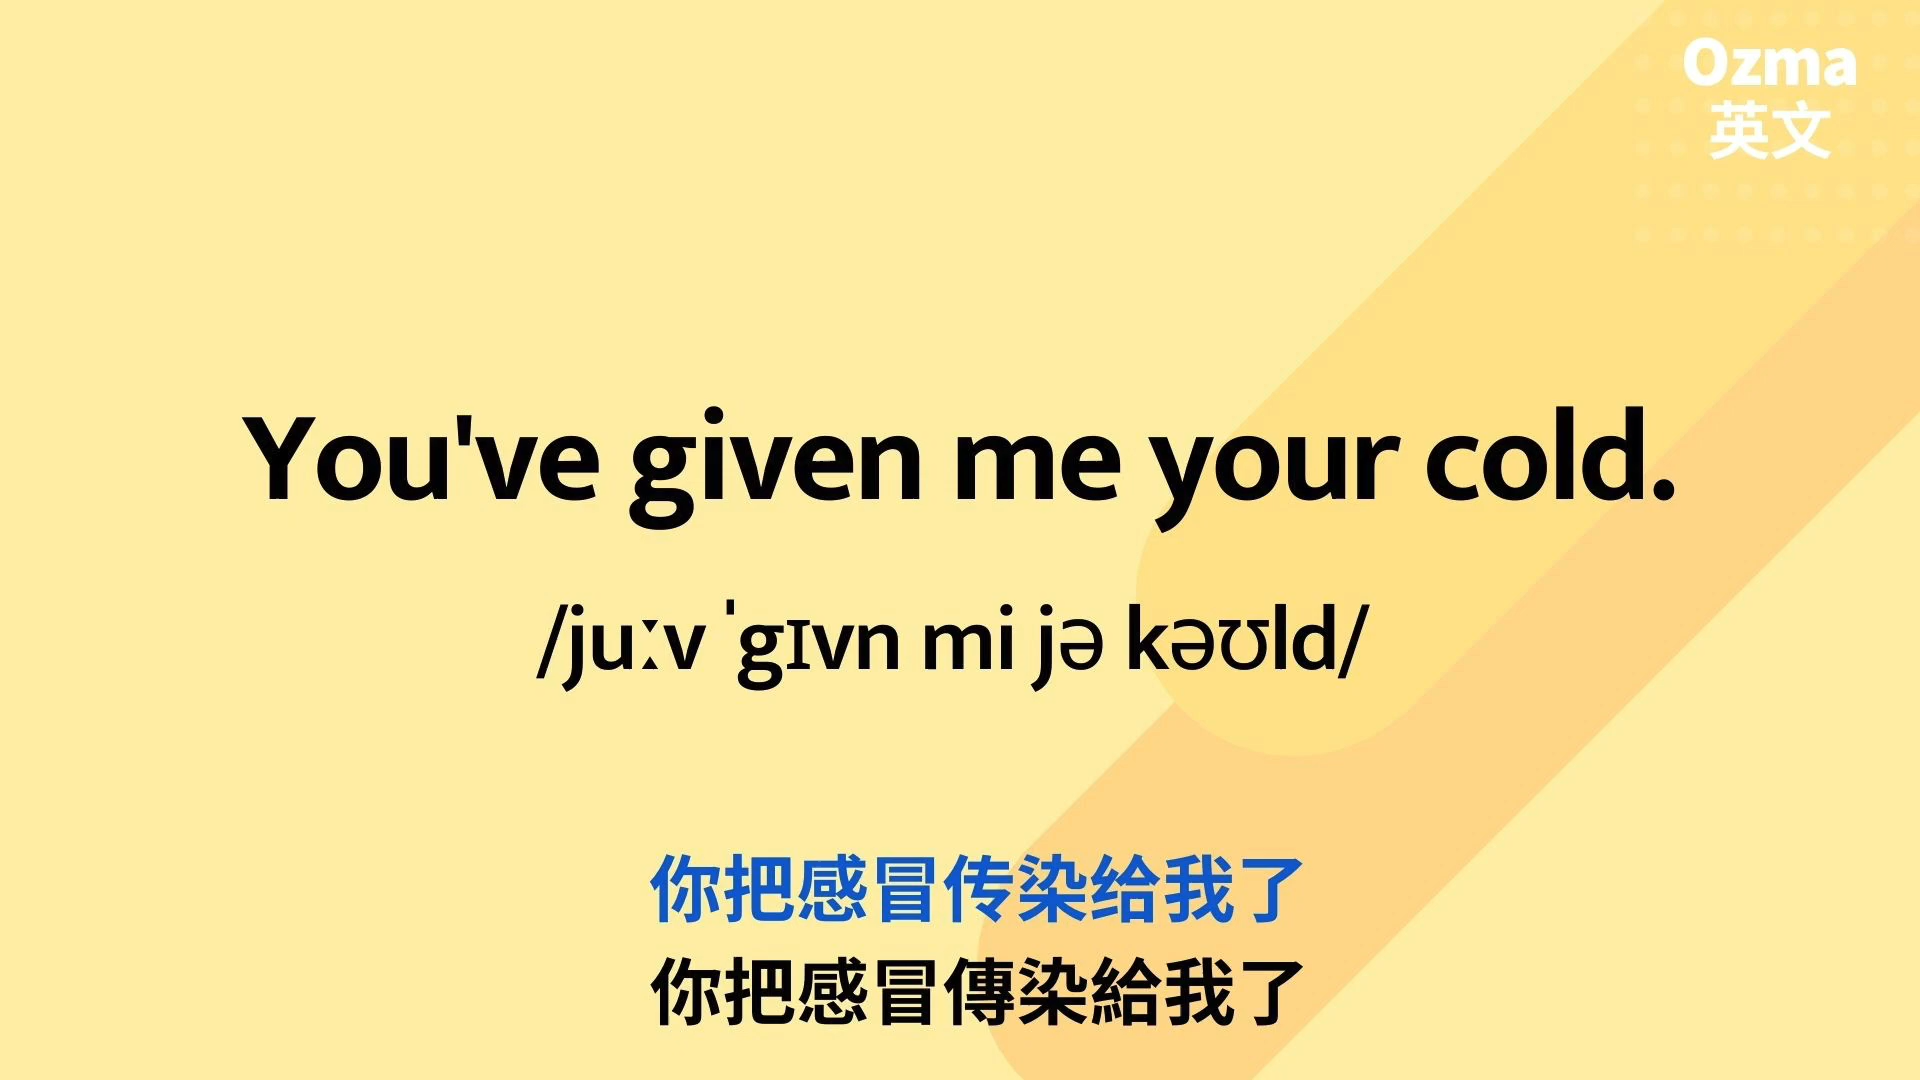 Ozma
英文
You've given me your cold.
/juːv ˈgɪvn mi jə kəʊld/
你把感冒传染给我了
你把感冒傳染給我了